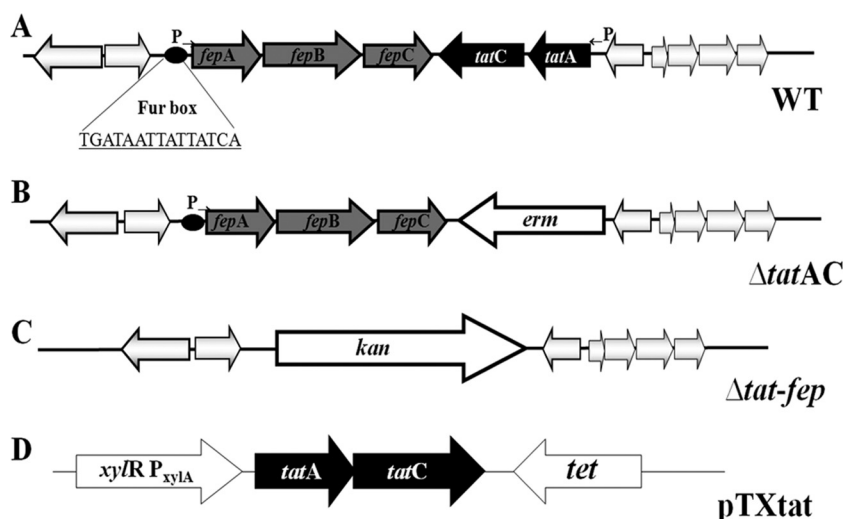 A P P
fepA fepB fepC tatC tatA
Fur box
TGATAATTATTATCA
WT
B P
fepA fepB fepC erm
ΔtatAC
C
kan
Δtat-fep
D
xylR PxylA tatA tatC tet
pTXtat